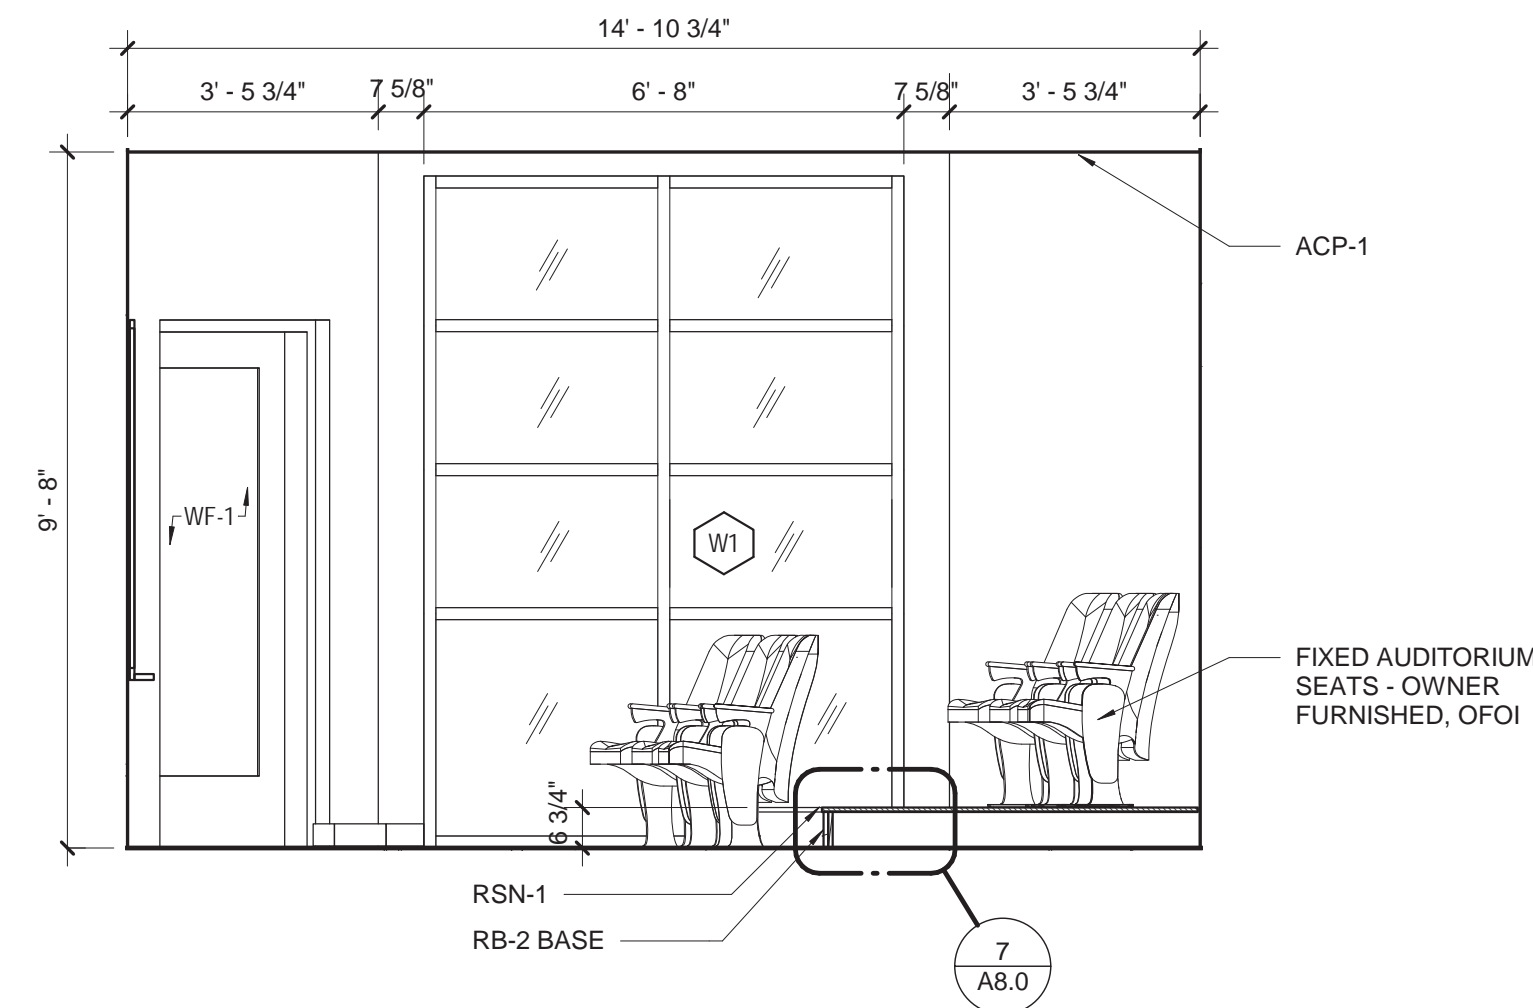 14' - 10 3/4"
3' - 5 3/4"
7 5/8"
6' - 8"
7 5/8"
3' - 5 3/4"
ACP-1
9' - 8"
WF-1
W1
FIXED AUDITORIUM
SEATS - OWNER
FURNISHED, OFOI
6 3/4"
RSN-1
RB-2 BASE
7
A8.0